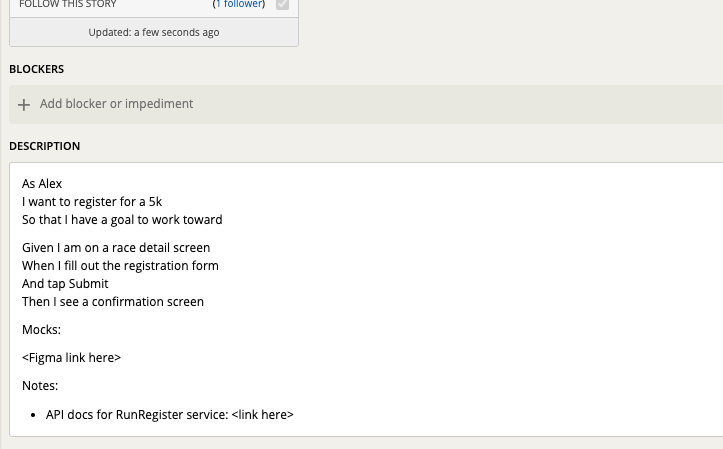 FOLLOW THIS STORY (1 follower)
Updated: a few seconds ago
BLOCKERS
+ Add blocker or impediment
DESCRIPTION
As Alex
I want to register for a 5k
So that I have a goal to work toward
Given I am on a race detail screen
When I fill out the registration form
And tap Submit
Then I see a confirmation screen
Mocks:
<Figma link here>
Notes:
• API docs for RunRegister service: <link here>